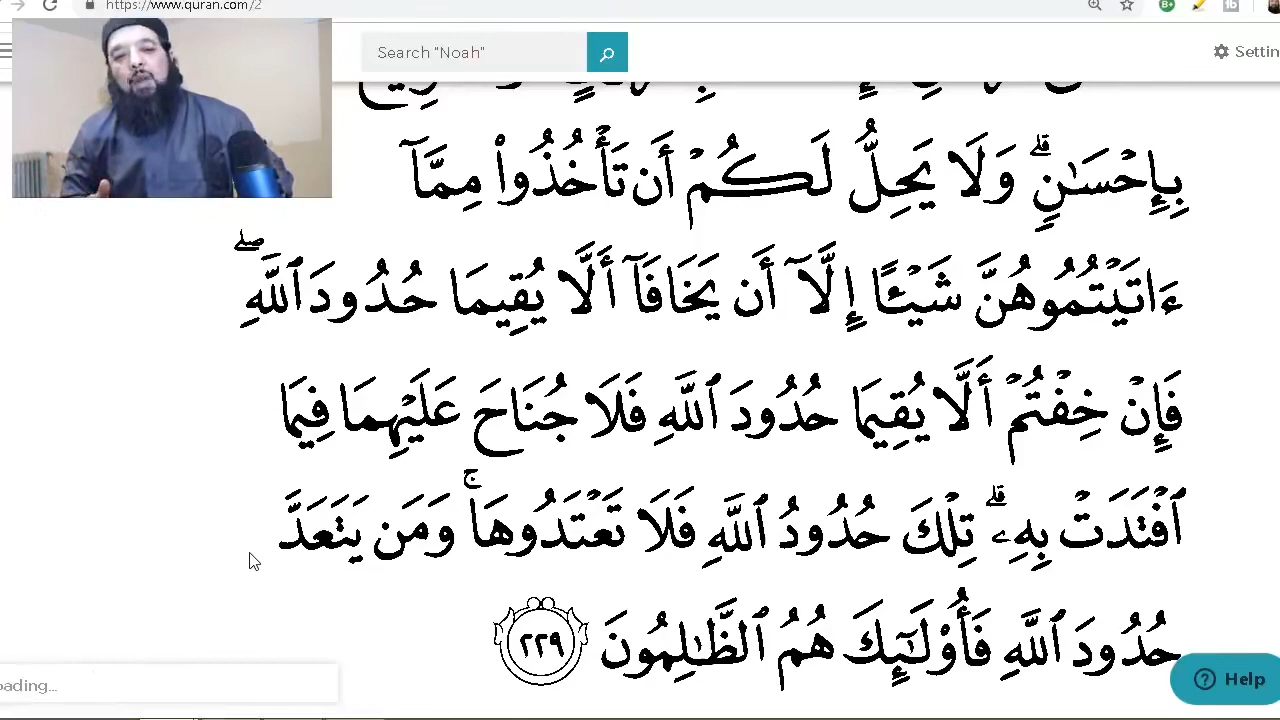 https://www.quran.com/2
Search "Noah"
Settin
بِإِحْسَـٰنٍ ۗ وَلَا يَحِلُّ لَكُمْ أَن تَأْخُذُوا۟ مِمَّآ
ءَاتَيْتُمُوهُنَّ شَيْـًٔا إِلَّآ أَن يَخَافَآ أَلَّا يُقِيمَا حُدُودَ ٱللَّهِ ۖ
فَإِنْ خِفْتُمْ أَلَّا يُقِيمَا حُدُودَ ٱللَّهِ فَلَا جُنَاحَ عَلَيْهِمَا فِيمَا
ٱفْتَدَتْ بِهِۦ ۗ تِلْكَ حُدُودُ ٱللَّهِ فَلَا تَعْتَدُوهَا ۚ وَمَن يَتَعَدَّ
حُدُودَ ٱللَّهِ فَأُو۟لَـٰٓئِكَ هُمُ ٱلظَّـٰلِمُونَ ٢٢٩
oading...
Help